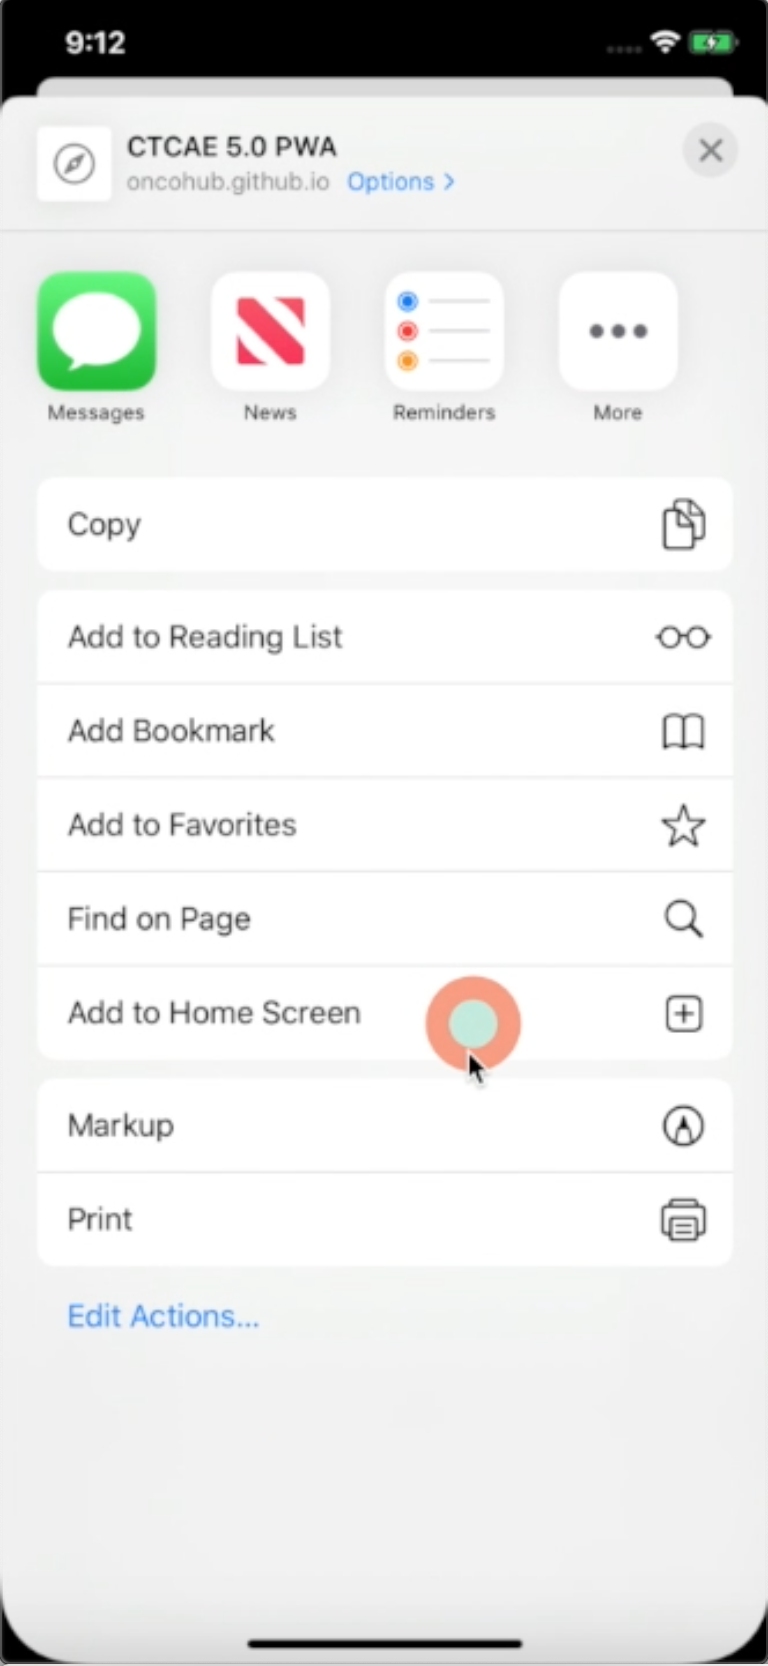 9:12
CTCAE 5.0 PWA
oncohub.github.io Options >
Messages News Reminders More
Copy
Add to Reading List
Add Bookmark
Add to Favorites
Find on Page
Add to Home Screen
Markup
Print
Edit Actions...